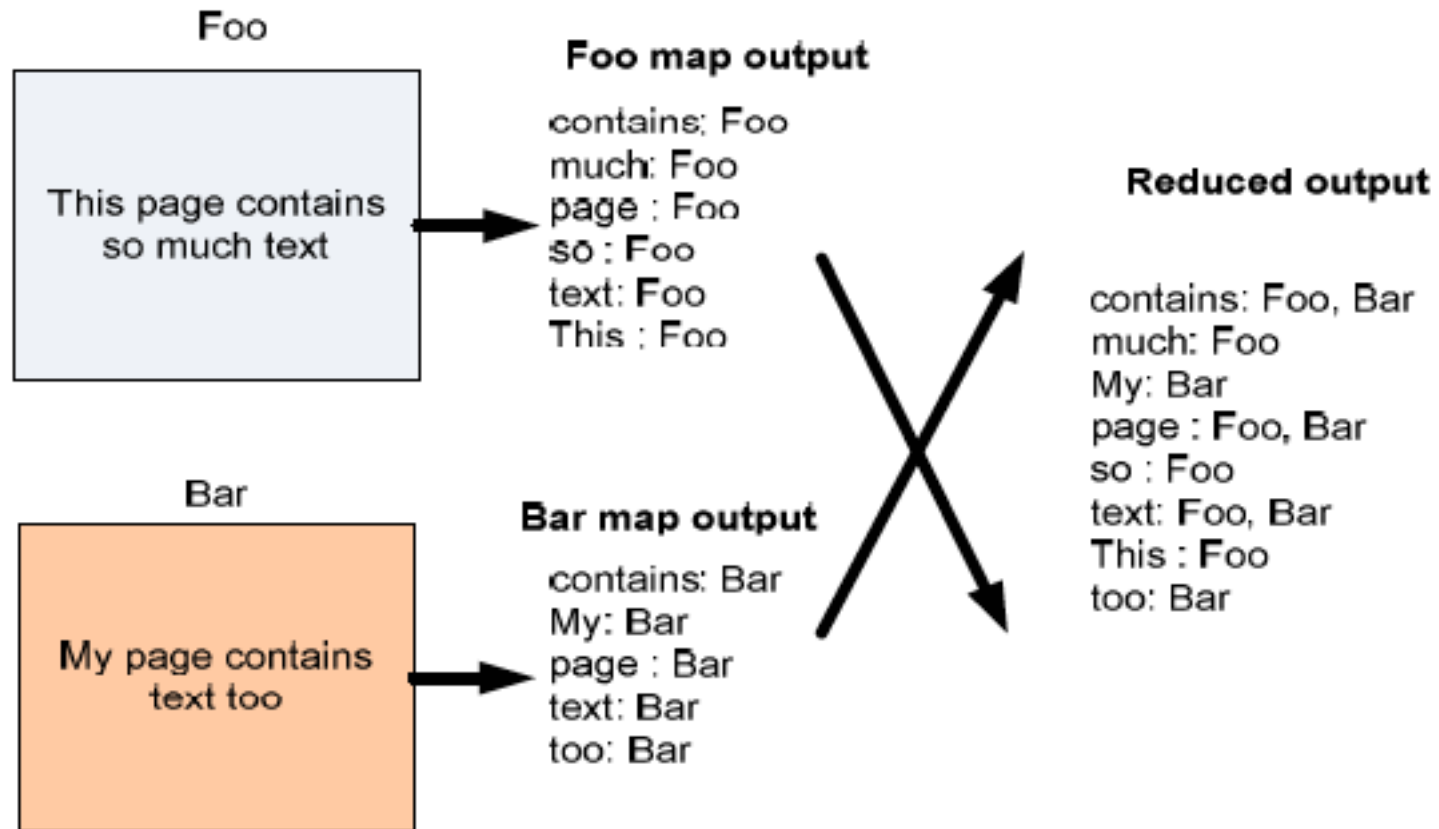 Foo
This page contains
so much text
Foo map output
contains: Foo
much: Foo
page : Foo
so : Foo
text: Foo
This : Foo
Bar
My page contains
text too
Bar map output
contains: Bar
My: Bar
page : Bar
text: Bar
too: Bar
Reduced output
contains: Foo, Bar
much: Foo
My: Bar
page : Foo, Bar
so : Foo
text: Foo, Bar
This : Foo
too: Bar